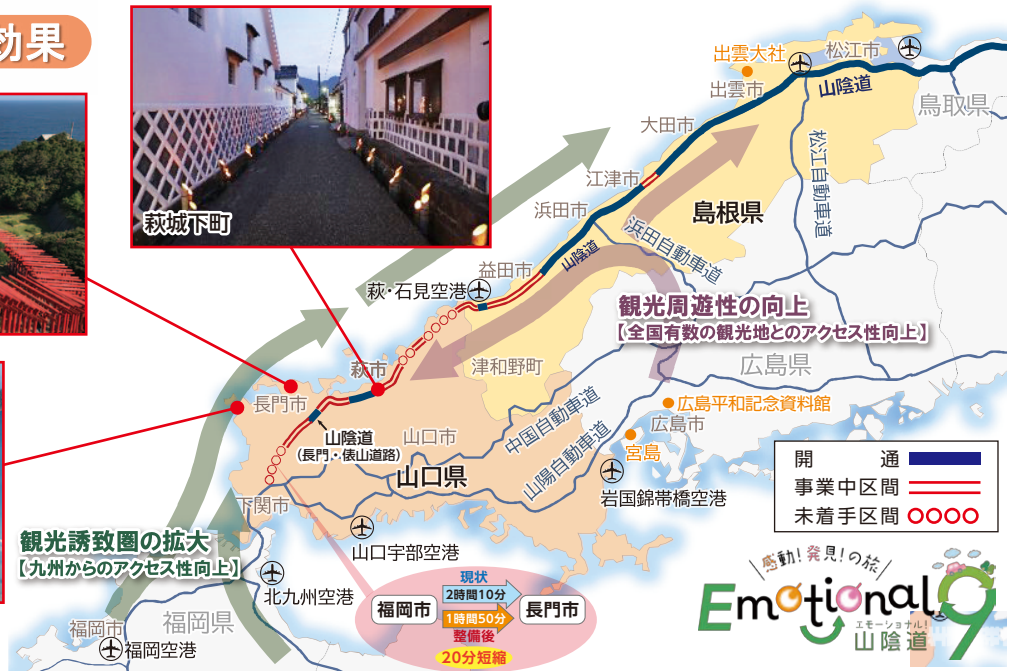 効果
萩城下町
出雲大社
松江市
出雲市
山陰道
鳥取県
大田市
松江自動車道
江津市
浜田市
島根県
浜田自動車道
山陰道
益田市
萩・石見空港
観光周遊性の向上
【全国有数の観光地とのアクセス性向上】
萩市
津和野町
広島県
長門市
広島平和記念資料館
広島市
中国自動車道
山陰道
(長門・俵山道路)
山口市
宮島
山陽自動車道
山口県
岩国錦帯橋空港
開 通
事業中区間
未着手区間
下関市
観光誘致圏の拡大
【九州からのアクセス性向上】
山口宇部空港
北九州空港
福岡市
福岡県
福岡空港
現状
2時間10分
福岡市
長門市
1時間50分
整備後
20分短縮
感動!発見!の旅
Emotional9
エモーショナル!
山陰道